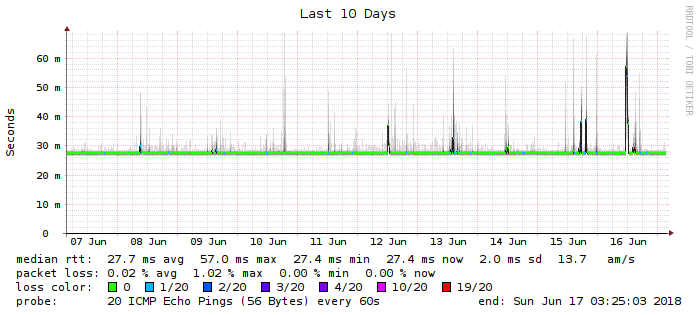 Last 10 Days
RRDTOOL / TOBI OETIKER
Seconds
60 m
50 m
40 m
30 m
20 m
10 m
0
07 Jun 08 Jun 09 Jun 10 Jun 11 Jun 12 Jun 13 Jun 14 Jun 15 Jun 16 Jun
median rtt: 27.7 ms avg 57.0 ms max 27.4 ms min 27.4 ms now 2.0 ms sd 13.7 am/s
packet loss: 0.02 % avg 1.02 % max 0.00 % min 0.00 % now
loss color: 0 1/20 2/20 3/20 4/20 10/20 19/20
probe: 20 ICMP Echo Pings (56 Bytes) every 60s end: Sun Jun 17 03:25:03 2018